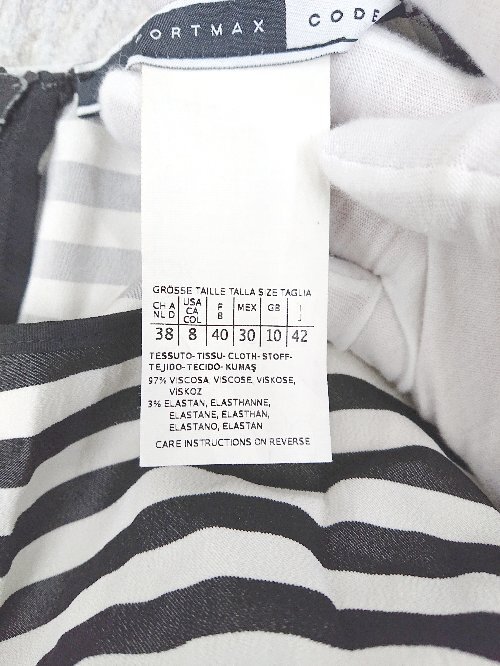 PORTMAX CODE
GRÖSSE TAILLE TALLA SIZE TAGLIA
CH A NL D USA CA COL F B MEX GB I J
38 8 40 30 10 42
TESSUTO-TISSU-CLOTH-STOFF-
TEJIDO-TECIDO-KUMAŞ
97% VISCOSA, VISCOSE, VISKOSE,
VISKOZ
3% ELASTAN, ELASTHANNE,
ELASTANE, ELASTHAN,
ELASTANO, ELASTAN
CARE INSTRUCTIONS ON REVERSE